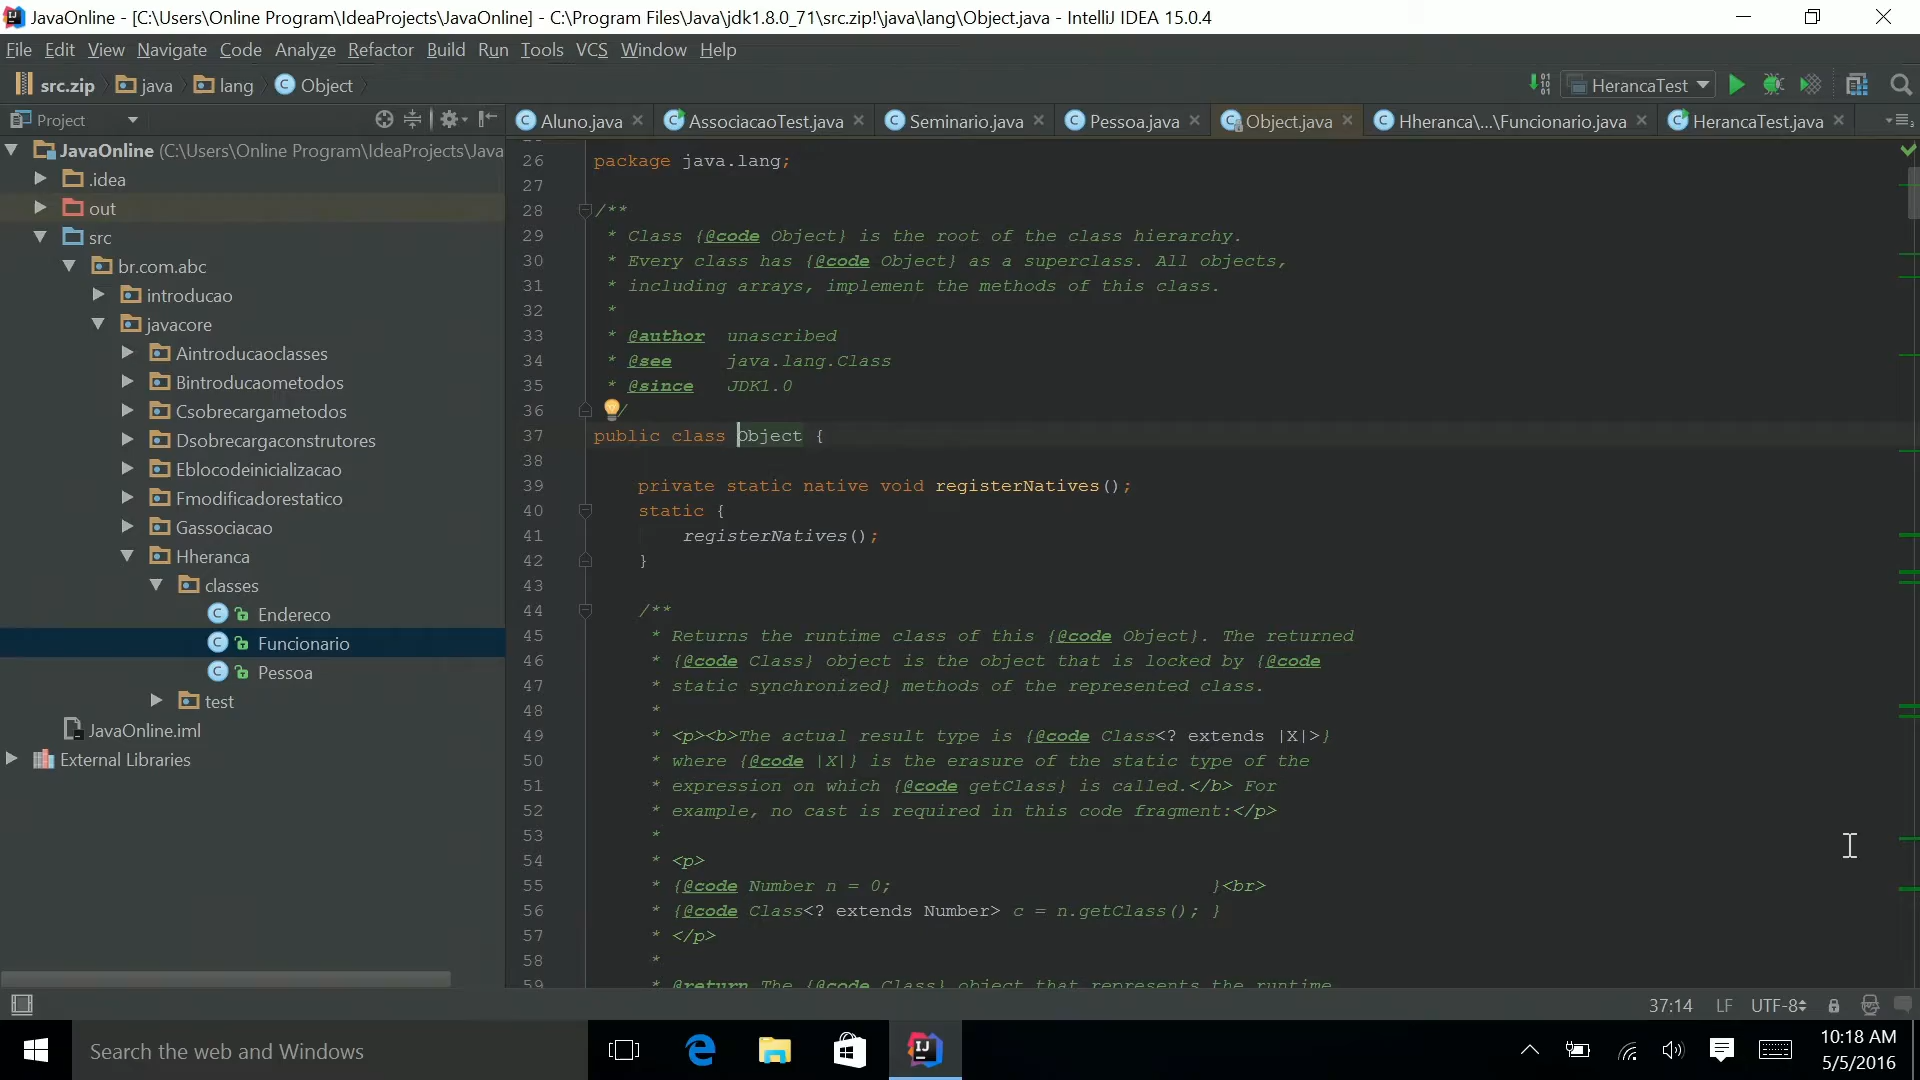 JavaOnline - [C:\Users\Online Program\IdeaProjects\JavaOnline] - C:\Program Files\Java\jdk1.8.0_71\src.zip!\java\lang\Object.java - IntelliJ IDEA 15.0.4
File Edit View Navigate Code Analyze Refactor Build Run Tools VCS Window Help
src.zip java lang Object
HerancaTest
Project
Aluno.java AssociacaoTest.java Seminario.java Pessoa.java Object.java Hheranca\...\Funcionario.java HerancaTest.java
JavaOnline (C:\Users\Online Program\IdeaProjects\Java
.idea
out
src
br.com.abc
introducao
javacore
Aintroducaoclasses
Bintroducaometodos
Csobrecargametodos
Dsobrecargaconstrutores
Eblocodeinicializacao
Fmodificadorestatico
Gassociacao
Hheranca
classes
Endereco
Funcionario
Pessoa
test
JavaOnline.iml
External Libraries
26 package java.lang;
27
28 /**
29 * Class {@code Object} is the root of the class hierarchy.
30 * Every class has {@code Object} as a superclass. All objects,
31 * including arrays, implement the methods of this class.
32 *
33 * @author unascribed
34 * @see java.lang.Class
35 * @since JDK1.0
36 /
37 public class Object {
38
39 private static native void registerNatives();
40 static {
41 registerNatives();
42 }
43
44 /**
45 * Returns the runtime class of this {@code Object}. The returned
46 * {@code Class} object is the object that is locked by {@code
47 * static synchronized} methods of the represented class.
48 *
49 * <p><b>The actual result type is {@code Class<? extends |X|>}
50 * where {@code |X|} is the erasure of the static type of the
51 * expression on which {@code getClass} is called.</b> For
52 * example, no cast is required in this code fragment:</p>
53 *
54 * <p>
55 * {@code Number n = 0; }<br>
56 * {@code Class<? extends Number> c = n.getClass(); }
57 * </p>
58 *
59 * @return The {@code Class} object that represents the runtime
37:14 LF UTF-8
Search the web and Windows
10:18 AM
5/5/2016